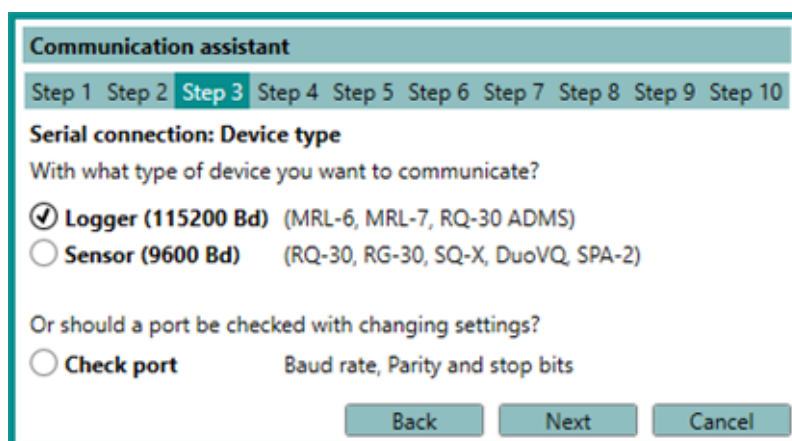 Communication assistant
Step 1 Step 2 Step 3 Step 4 Step 5 Step 6 Step 7 Step 8 Step 9 Step 10
Serial connection: Device type
With what type of device you want to communicate?
Logger (115200 Bd) (MRL-6, MRL-7, RQ-30 ADMS)
Sensor (9600 Bd) (RQ-30, RG-30, SQ-X, DuoVQ, SPA-2)
Or should a port be checked with changing settings?
Check port Baud rate, Parity and stop bits
Back Next Cancel